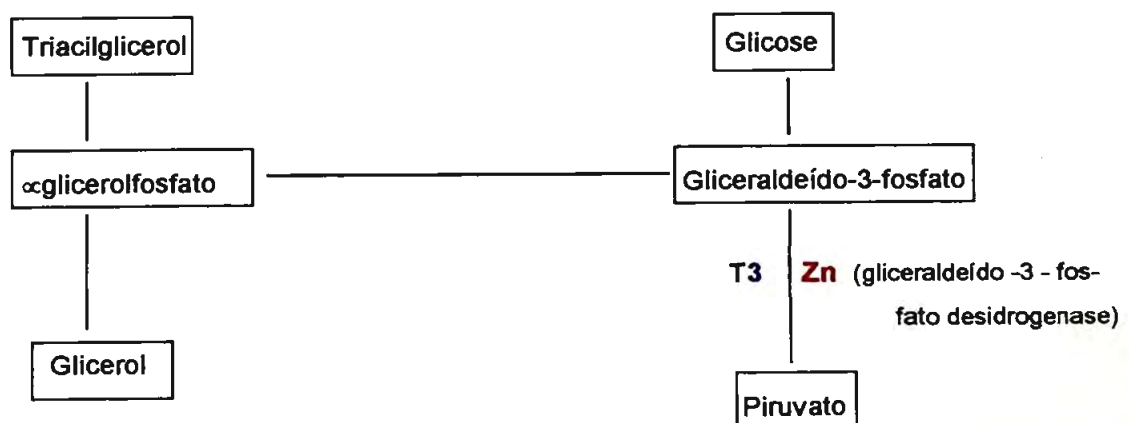 Triacilglicerol
Glicose
∝glicerolfosfato
Gliceraldeído-3-fosfato
T3 Zn (gliceraldeído -3 - fos-
fato desidrogenase)
Glicerol
Piruvato